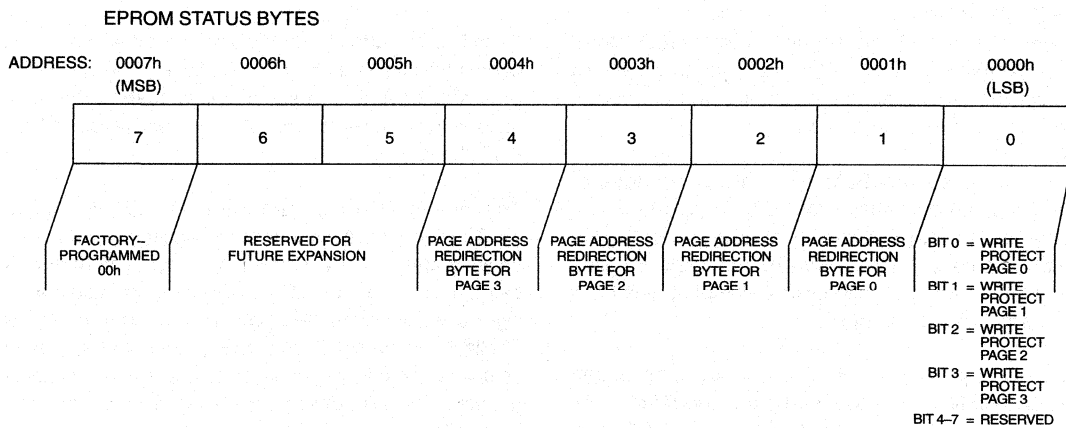 EPROM STATUS BYTES
ADDRESS: 0007h 0006h 0005h 0004h 0003h 0002h 0001h 0000h
(MSB) (LSB)
7 6 5 4 3 2 1 0
FACTORY–
PROGRAMMED
00h
RESERVED FOR
FUTURE EXPANSION
PAGE ADDRESS
REDIRECTION
BYTE FOR
PAGE 3
PAGE ADDRESS
REDIRECTION
BYTE FOR
PAGE 2
PAGE ADDRESS
REDIRECTION
BYTE FOR
PAGE 1
PAGE ADDRESS
REDIRECTION
BYTE FOR
PAGE 0
BIT 0 = WRITE
PROTECT
PAGE 0
BIT 1 = WRITE
PROTECT
PAGE 1
BIT 2 = WRITE
PROTECT
PAGE 2
BIT 3 = WRITE
PROTECT
PAGE 3
BIT 4–7 = RESERVED